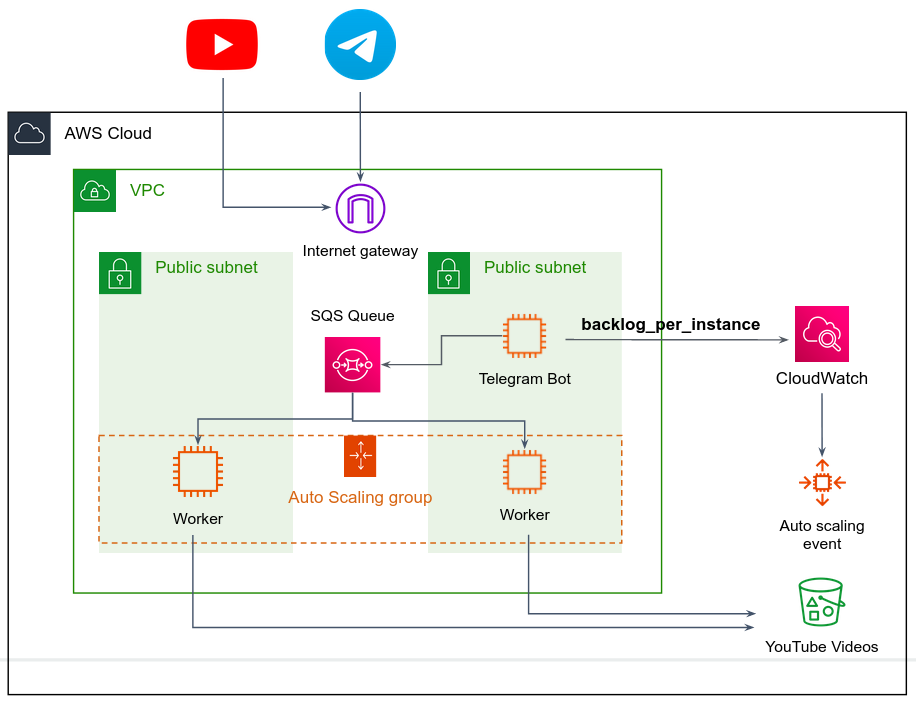 AWS Cloud
VPC
Internet gateway
Public subnet
Public subnet
SQS Queue
backlog_per_instance
Telegram Bot
CloudWatch
Auto Scaling group
Worker
Worker
Auto scaling
event
YouTube Videos